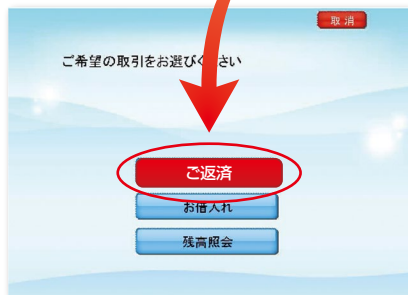 取消
ご希望の取引をお選びください
ご返済
お借入れ
残高照会